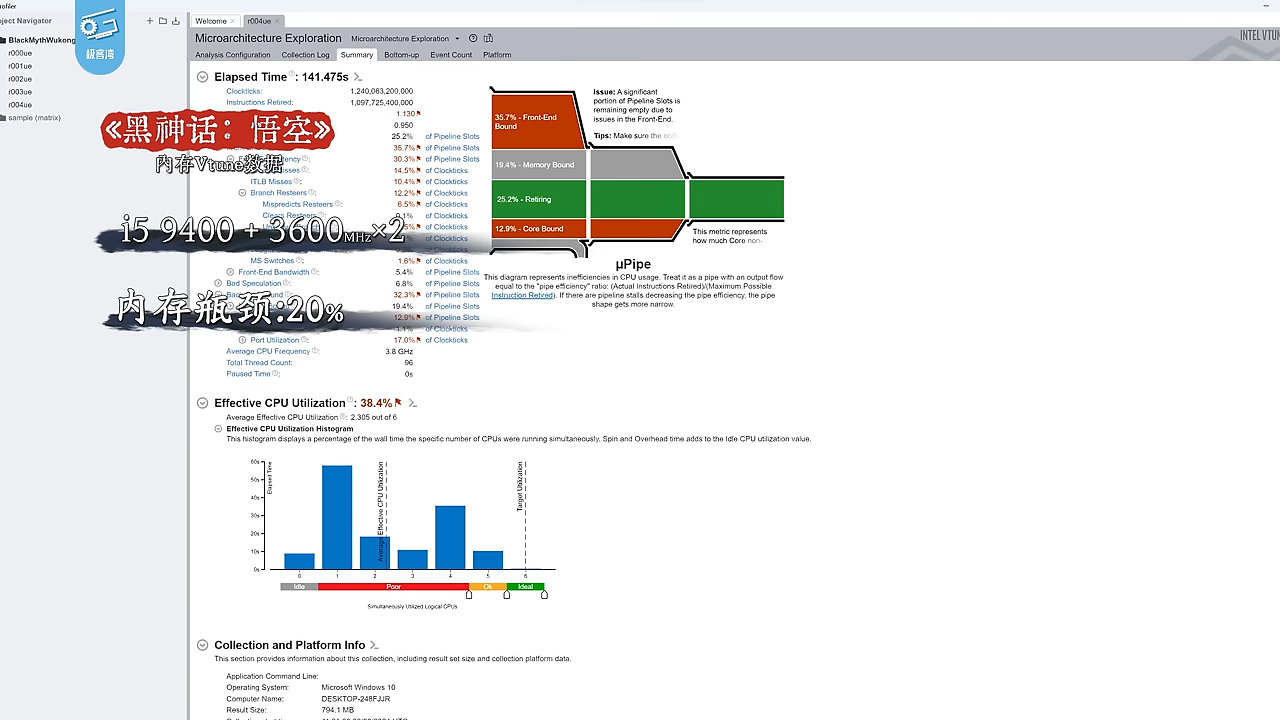 rofiler
oject Navigator
BlackMythWukong
r000ue
r001ue
r002ue
r003ue
r004ue
sample (matrix)
极客湾
Welcome ×
r004ue ×
INTEL VTUN
Microarchitecture Exploration
Microarchitecture Exploration
Analysis Configuration
Collection Log
Summary
Bottom-up
Event Count
Platform
Elapsed Time: 141.475s
Clockticks: 1,240,063,200,000
Instructions Retired: 1,097,725,400,000
1.130
0.950
25.2% of Pipeline Slots
35.7% of Pipeline Slots
30.3% of Pipeline Slots
14.5% of Clockticks
ITLB Misses: 10.4% of Clockticks
Branch Resteers: 12.2% of Clockticks
Mispredicts Resteers: 6.5% of Clockticks
Clears Resteers of Clockticks
of Clockticks
of Clockticks
MS Switches: 1.6% of Clockticks
Front-End Bandwidth: 5.4% of Pipeline Slots
Bad Speculation: 6.8% of Pipeline Slots
32.3% of Pipeline Slots
19.4% of Pipeline Slots
12.9% of Pipeline Slots
of Clockticks
Port Utilization: 17.0% of Clockticks
Average CPU Frequency: 3.8 GHz
Total Thread Count: 96
Paused Time: 0s
《黑神话：悟空》
内存Vtune数据
i5 9400 + 3600MHz×2
内存瓶颈:20%
35.7% - Front-End
Bound
19.4% - Memory Bound
25.2% - Retiring
12.9% - Core Bound
Issue: A significant
portion of Pipeline Slots is
remaining empty due to
issues in the Front-End.
Tips: Make sure the cod
This metric represents
how much Core non-
µPipe
This diagram represents inefficiencies in CPU usage. Treat it as a pipe with an output flow
equal to the "pipe efficiency" ratio: (Actual Instructions Retired)/(Maximum Possible
Instruction Retired). If there are pipeline stalls decreasing the pipe efficiency, the pipe
shape gets more narrow.
Effective CPU Utilization: 38.4%
Average Effective CPU Utilization: 2.305 out of 6
Effective CPU Utilization Histogram
This histogram displays a percentage of the wall time the specific number of CPUs were running simultaneously. Spin and Overhead time adds to the Idle CPU utilization value.
Elapsed Time
60s
50s
40s
30s
20s
10s
0s
Average Effective CPU Utilization
Target Utilization
0 1 2 3 4 5 6
Idle Poor Ok Ideal
Simultaneously Utilized Logical CPUs
Collection and Platform Info
This section provides information about this collection, including result set size and collection platform data.
Application Command Line:
Operating System: Microsoft Windows 10
Computer Name: DESKTOP-248FJJR
Result Size: 794.1 MB